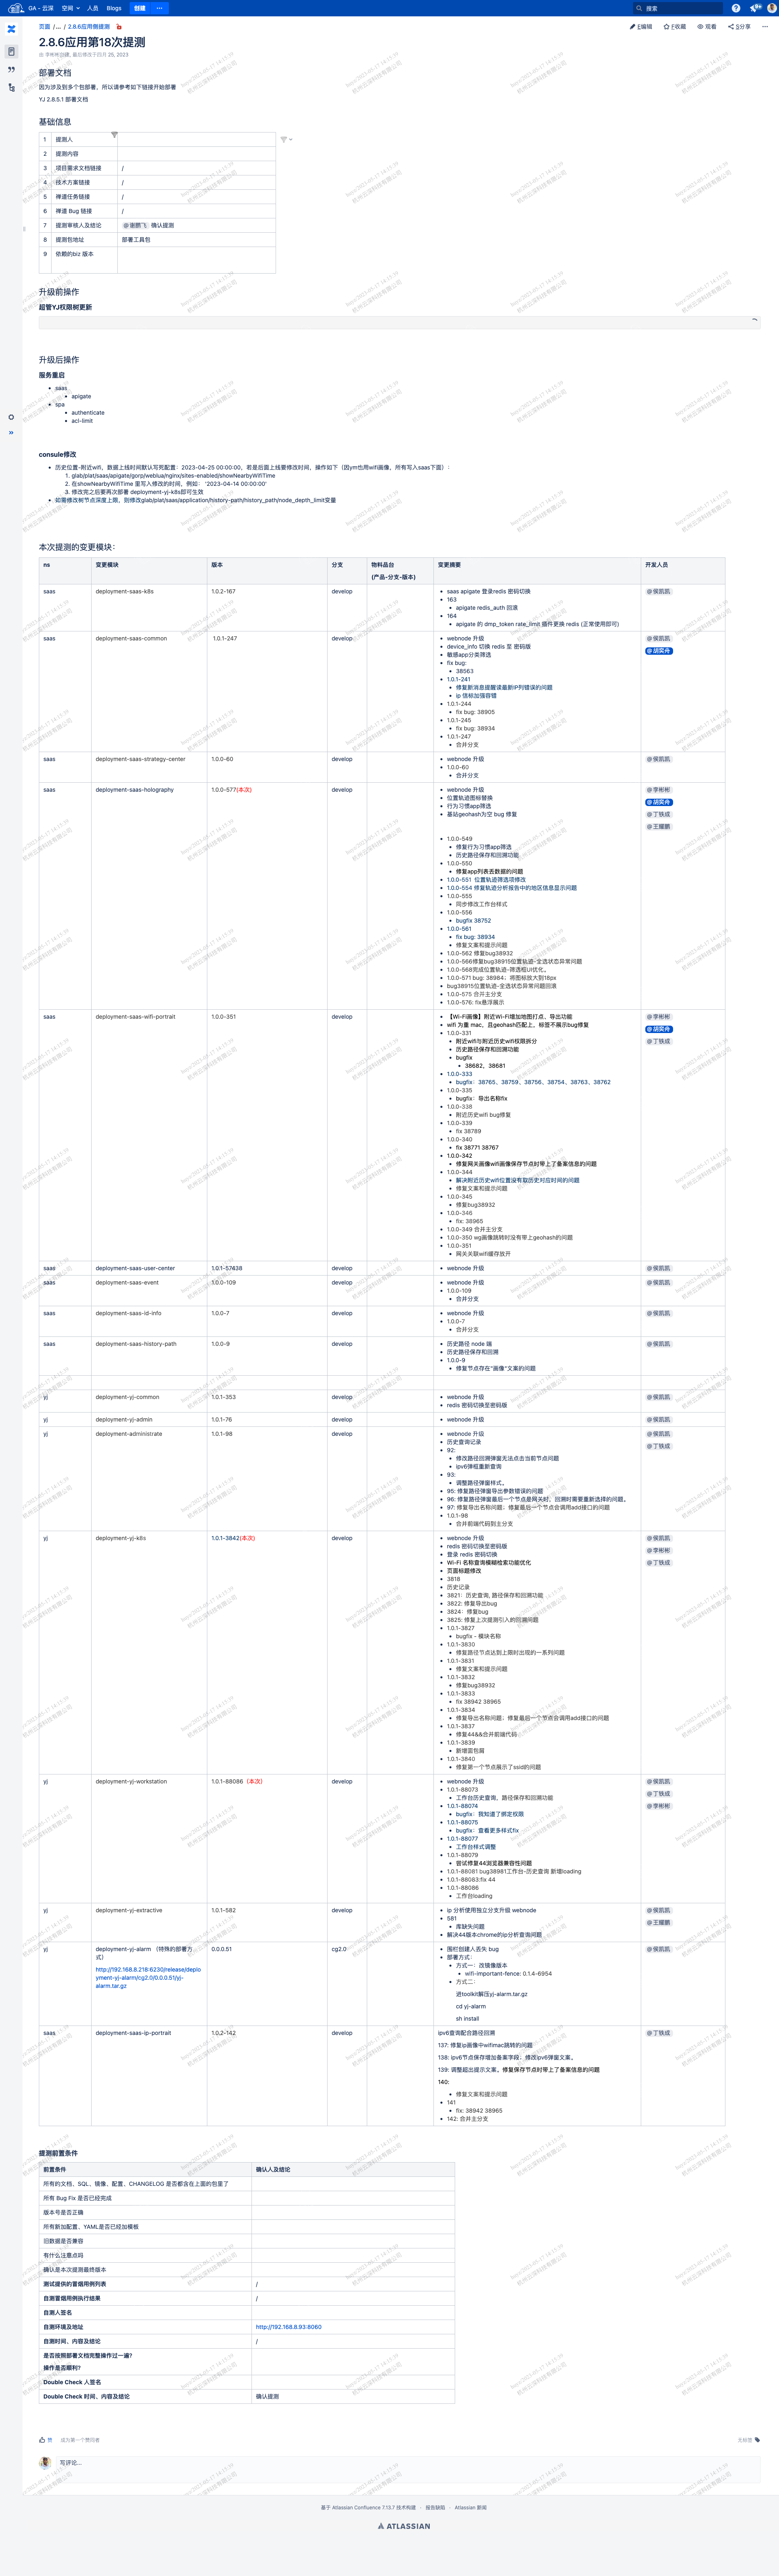 GA - 云深 空间 人员 Blogs 创建 ··· 搜索 9+
页面 /… / 2.8.6应用侧提测 E编辑 F收藏 观看 S分享 ···
2.8.6应用第18次提测
部署文档
因为涉及到多个包部署，所以请参考如下链接开始部署
YJ 2.8.5.1 部署文档
基础信息
1 提测人
2 提测内容
3 项目需求文档链接 /
4 技术方案链接 /
5 禅道任务链接 /
6 禅道 Bug 链接 /
7 提测审核人及结论 @谢鹏飞 确认提测
8 提测包地址 部署工具包
9 依赖的biz 版本
升级前操作
超管YJ权限树更新
升级后操作
服务重启
saas
apigate
spa
authenticate
acl-limit
consule修改
历史位置-附近wifi，数据上线时间默认写死配置：2023-04-25 00:00:00，若是后面上线要修改时间，操作如下（因ym也用wifi画像，所有写入saas下面）：
1. glab/plat/saas/apigate/gorp/weblua/nginx/sites-enabled/showNearbyWifiTime
2. 在showNearbyWifiTime 里写入修改的时间，例如： '2023-04-14 00:00:00'
3. 修改完之后要再次部署 deployment-yj-k8s即可生效
如需修改树节点深度上限，则修改glab/plat/saas/application/history-path/history_path/node_depth_limit变量
本次提测的变更模块：
ns 变更模块 版本 分支 物料品台 变更摘要 开发人员
(产品-分支-版本)
saas deployment-saas-k8s 1.0.2-167 develop saas apigate 登录redis 密码切换 @侯凯凯
163
apigate redis_auth 回滚
164
apigate 的 dmp_token rate_limit 插件更换 redis (正常使用即可)
saas deployment-saas-common 1.0.1-247 develop webnode 升级 @侯凯凯
device_info 切换 redis 至 密码版 @胡奕舟
敏感app分类筛选
fix bug:
38563
1.0.1-241
修复新消息提醒读最新IP列错误的问题
ip 信标加强容错
1.0.1-244
fix bug: 38905
1.0.1-245
fix bug: 38934
1.0.1-247
合并分支
saas deployment-saas-strategy-center 1.0.0-60 develop webnode 升级 @侯凯凯
1.0.0-60
合并分支
saas deployment-saas-holography 1.0.0-577(本次) develop webnode 升级 @李彬彬
位置轨迹图标替换 @胡奕舟
行为习惯app筛选 @丁铁成
基站geohash为空 bug 修复 @王耀鹏
1.0.0-549
修复行为习惯app筛选
历史路径保存和回溯功能
1.0.0-550
修复app列表丢数据的问题
1.0.0-551 位置轨迹筛选项修改
1.0.0-554 修复轨迹分析报告中的地区信息显示问题
1.0.0-555
同步修改工作台样式
1.0.0-556
bugfix 38752
1.0.0-561
fix bug: 38934
修复文案和提示问题
1.0.0-562 修复bug38932
1.0.0-566修复bug38915位置轨迹-全选状态异常问题
1.0.0-568完成位置轨迹-筛选框UI优化。
1.0.0-571 bug: 38984：将图标放大到18px
bug38915位置轨迹-全选状态异常问题回滚
1.0.0-575 合并主分支
1.0.0-576: fix悬浮展示
saas deployment-saas-wifi-portrait 1.0.0-351 develop 【Wi-Fi画像】附近Wi-Fi增加地图打点、导出功能 @李彬彬
wifi 为量 mac，且geohash匹配上，标签不展示bug修复 @胡奕舟
1.0.0-331 @丁铁成
附近wifi与附近历史wifi权限拆分
历史路径保存和回溯功能
bugfix
38682，38681
1.0.0-333
bugfix：38765、38759、38756、38754、38763、38762
1.0.0-335
bugfix：导出名称fix
1.0.0-338
附近历史wifi bug修复
1.0.0-339
fix 38789
1.0.0-340
fix 38771 38767
1.0.0-342
修复网关画像wifi画像保存节点时带上了备案信息的问题
1.0.0-344
解决附近历史wifi位置没有取历史对应时间的问题
修复文案和提示问题
1.0.0-345
修复bug38932
1.0.0-346
fix: 38965
1.0.0-349 合并主分支
1.0.0-350 wg画像跳转时没有带上geohash的问题
1.0.0-351
网关关联wifi缓存放开
saas deployment-saas-user-center 1.0.1-57638 develop webnode 升级 @侯凯凯
saas deployment-saas-event 1.0.0-109 develop webnode 升级 @侯凯凯
1.0.0-109
合并分支
saas deployment-saas-id-info 1.0.0-7 develop webnode 升级 @侯凯凯
1.0.0-7
合并分支
saas deployment-saas-history-path 1.0.0-9 develop 历史路径 node 端 @侯凯凯
历史路径保存和回溯
1.0.0-9
修复节点存在"画像"文案的问题
yj deployment-yj-common 1.0.1-353 develop webnode 升级 @侯凯凯
redis 密码切换至密码版
yj deployment-yj-admin 1.0.1-76 develop webnode 升级 @侯凯凯
yj deployment-administrate 1.0.1-98 develop webnode 升级 @侯凯凯
历史查询记录 @丁铁成
92:
修改路径回溯弹窗无法点击当前节点问题
ipv6弹框重新查询
93:
调整路径弹窗样式。
95: 修复路径弹窗导出参数错误的问题
96: 修复路径弹窗最后一个节点是网关时，回溯时需要重新选择的问题。
97: 修复导出名称问题；修复最后一个节点会调用add接口的问题
1.0.1-98
合并前端代码到主分支
yj deployment-yj-k8s 1.0.1-3842(本次) develop webnode 升级 @侯凯凯
redis 密码切换至密码版 @李彬彬
登录 redis 密码切换 @丁铁成
Wi-Fi 名称查询模糊检索功能优化
页面标题修改
3818
历史记录
3821：历史查询, 路径保存和回溯功能
3822: 修复导出bug
3824：修复bug
3825: 修复上次提测引入的回溯问题
1.0.1-3827
bugfix - 模块名称
1.0.1-3830
修复路径节点达到上限时出现的一系列问题
1.0.1-3831
修复文案和提示问题
1.0.1-3832
修复bug38932
1.0.1-3833
fix 38942 38965
1.0.1-3834
修复导出名称问题；修复最后一个节点会调用add接口的问题
1.0.1-3837
修复44&&合并前端代码
1.0.1-3839
新增面包屑
1.0.1-3840
修复第一个节点展示了ssid的问题
yj deployment-yj-workstation 1.0.1-88086（本次） develop webnode 升级 @侯凯凯
1.0.1-88073 @丁铁成
工作台历史查询，路径保存和回溯功能 @李彬彬
1.0.1-88074
bugfix：我知道了绑定权限
1.0.1-88075
bugfix：查看更多样式fix
1.0.1-88077
工作台样式调整
1.0.1-88079
尝试修复44浏览器兼容性问题
1.0.1-88081 bug38981工作台-历史查询 新增loading
1.0.1-88083:fix 44
1.0.1-88086
工作台loading
yj deployment-yj-extractive 1.0.1-582 develop ip 分析使用独立分支升级 webnode @侯凯凯
581 @王耀鹏
库缺失问题
解决44版本chrome的ip分析查询问题
yj deployment-yj-alarm （特殊的部署方式） 0.0.0.51 cg2.0 围栏创建人丢失 bug @侯凯凯
http://192.168.8.218:6230/release/deployment-yj-alarm/cg2.0/0.0.0.51/yj-alarm.tar.gz 部署方式:
方式一：改镜像版本
wifi-important-fence: 0.1.4-6954
方式二：
进toolkit解压yj-alarm.tar.gz
cd yj-alarm
sh install
saas deployment-saas-ip-portrait 1.0.2-142 develop ipv6查询配合路径回溯 @丁铁成
137: 修复ip画像中wifimac跳转的问题
138: ipv6节点保存增加备案字段；修改ipv6弹窗文案。
139: 调整超出提示文案。修复保存节点时带上了备案信息的问题
140:
修复文案和提示问题
141
fix: 38942 38965
142: 合并主分支
提测前置条件
前置条件 确认人及结论
所有的文档、SQL、镜像、配置、CHANGELOG 是否都含在上面的包里了
所有 Bug Fix 是否已经完成
版本号是否正确
所有新加配置、YAML是否已经加模板
旧数据是否兼容
有什么注意点吗
确认是本次提测最终版本
测试提供的冒烟用例列表 /
自测冒烟用例执行结果 /
自测人签名
自测环境及地址 http://192.168.8.93:8060
自测时间、内容及结论 /
是否按照部署文档完整操作过一遍?
操作是否顺利?
Double Check 人签名
Double Check 时间、内容及结论 确认提测
赞 成为第一个赞同者 无标签
写评论...
基于 Atlassian Confluence 7.13.7 技术构建 · 报告缺陷 · Atlassian 新闻
ATLASSIAN